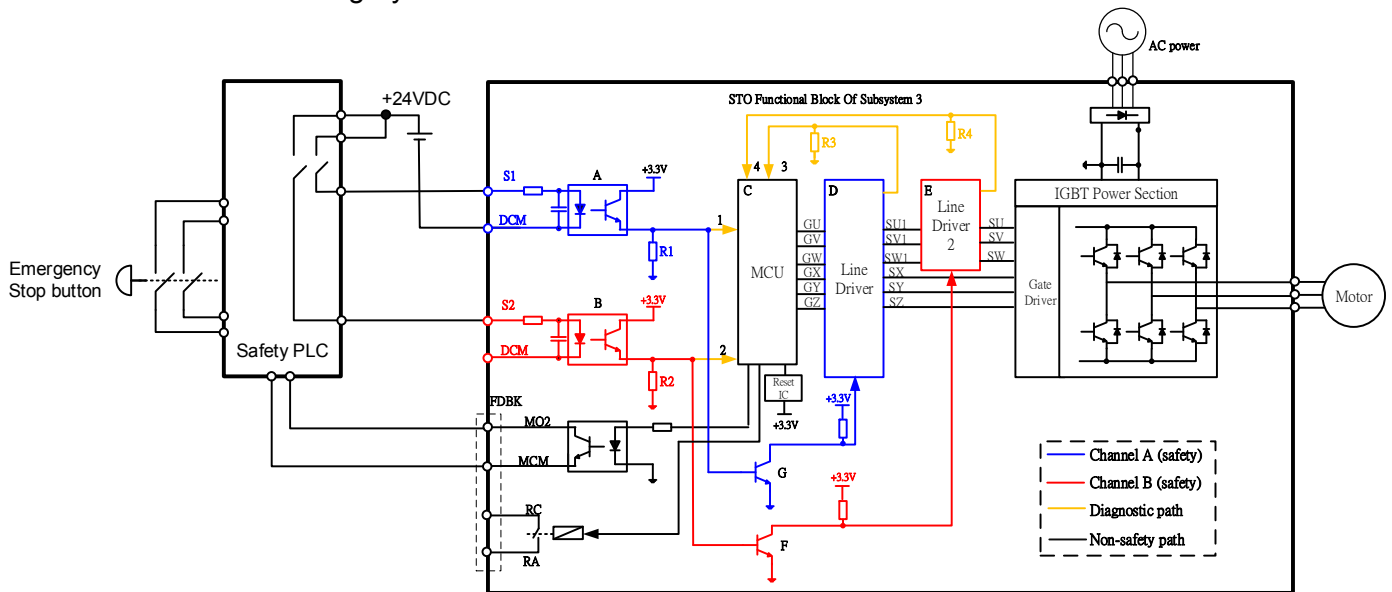 AC power
+24VDC
STO Functional Block Of Subsystem 3
R4
R3
S1
A
+3.3V
4
3
C
D
E
IGBT Power Section
DCM
1
R1
MCU
GU
GV
GW
GX
GY
GZ
Line
Driver
SU1
SV1
SW1
SX
SY
SZ
Line
Driver
2
SU
SV
SW
Gate
Driver
Emergency
Stop button
Motor
S2
B
+3.3V
Safety PLC
DCM
2
R2
Reset
IC
+3.3V
+3.3V
FDBK
MO2
MCM
G
+3.3V
RC
RA
F
Channel A (safety)
Channel B (safety)
Diagnostic path
Non-safety path